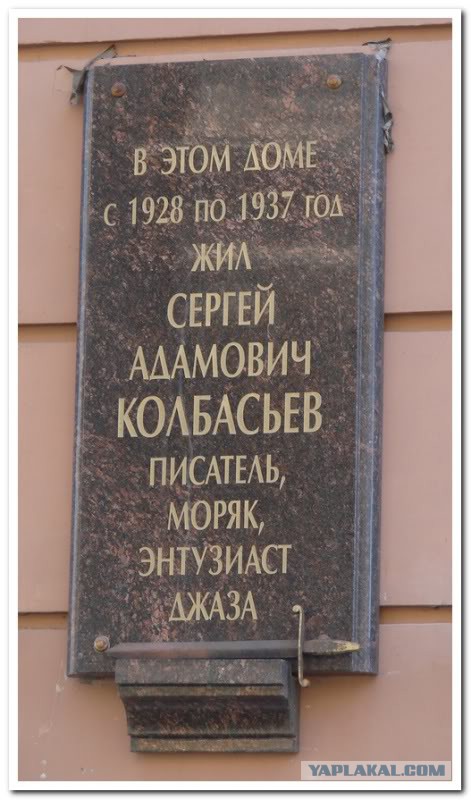 В ЭТОМ ДОМЕ
С 1928 ПО 1937 ГОД
ЖИЛ
СЕРГЕЙ
АДАМОВИЧ
КОЛБАСЬЕВ
ПИСАТЕЛЬ,
МОРЯК,
ЭНТУЗИАСТ
ДЖАЗА
YAPLAKAL.COM